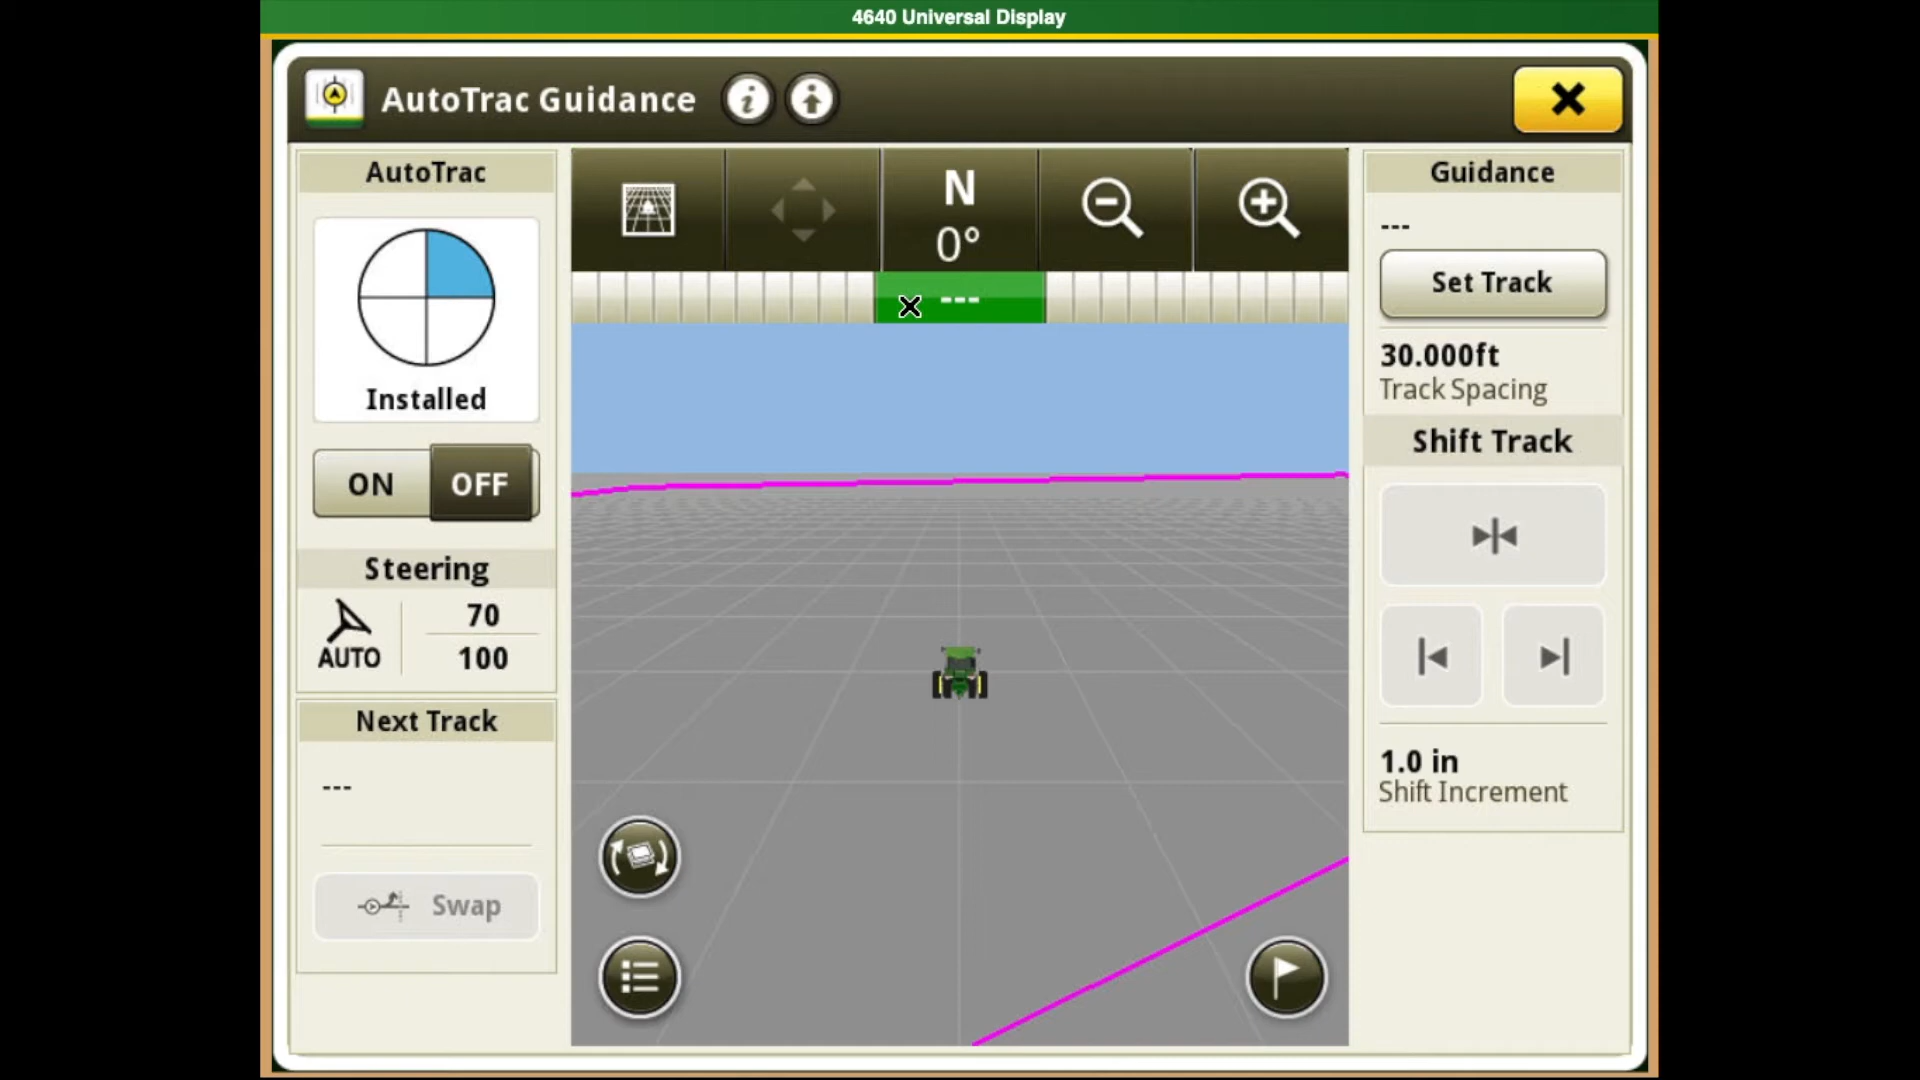 4640 Universal Display
AutoTrac Guidance
AutoTrac
Installed
ON OFF
Steering
AUTO
70
100
Next Track
---
Swap
N
0°
---
Guidance
---
Set Track
30.000ft
Track Spacing
Shift Track
1.0 in
Shift Increment